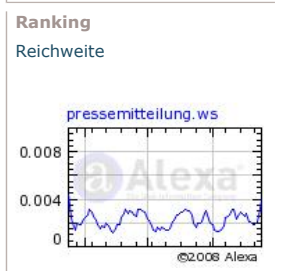 Ranking
Reichweite
pressemitteilung.ws
0.008
@ Alexa
0.004
0
©2008 Alexa